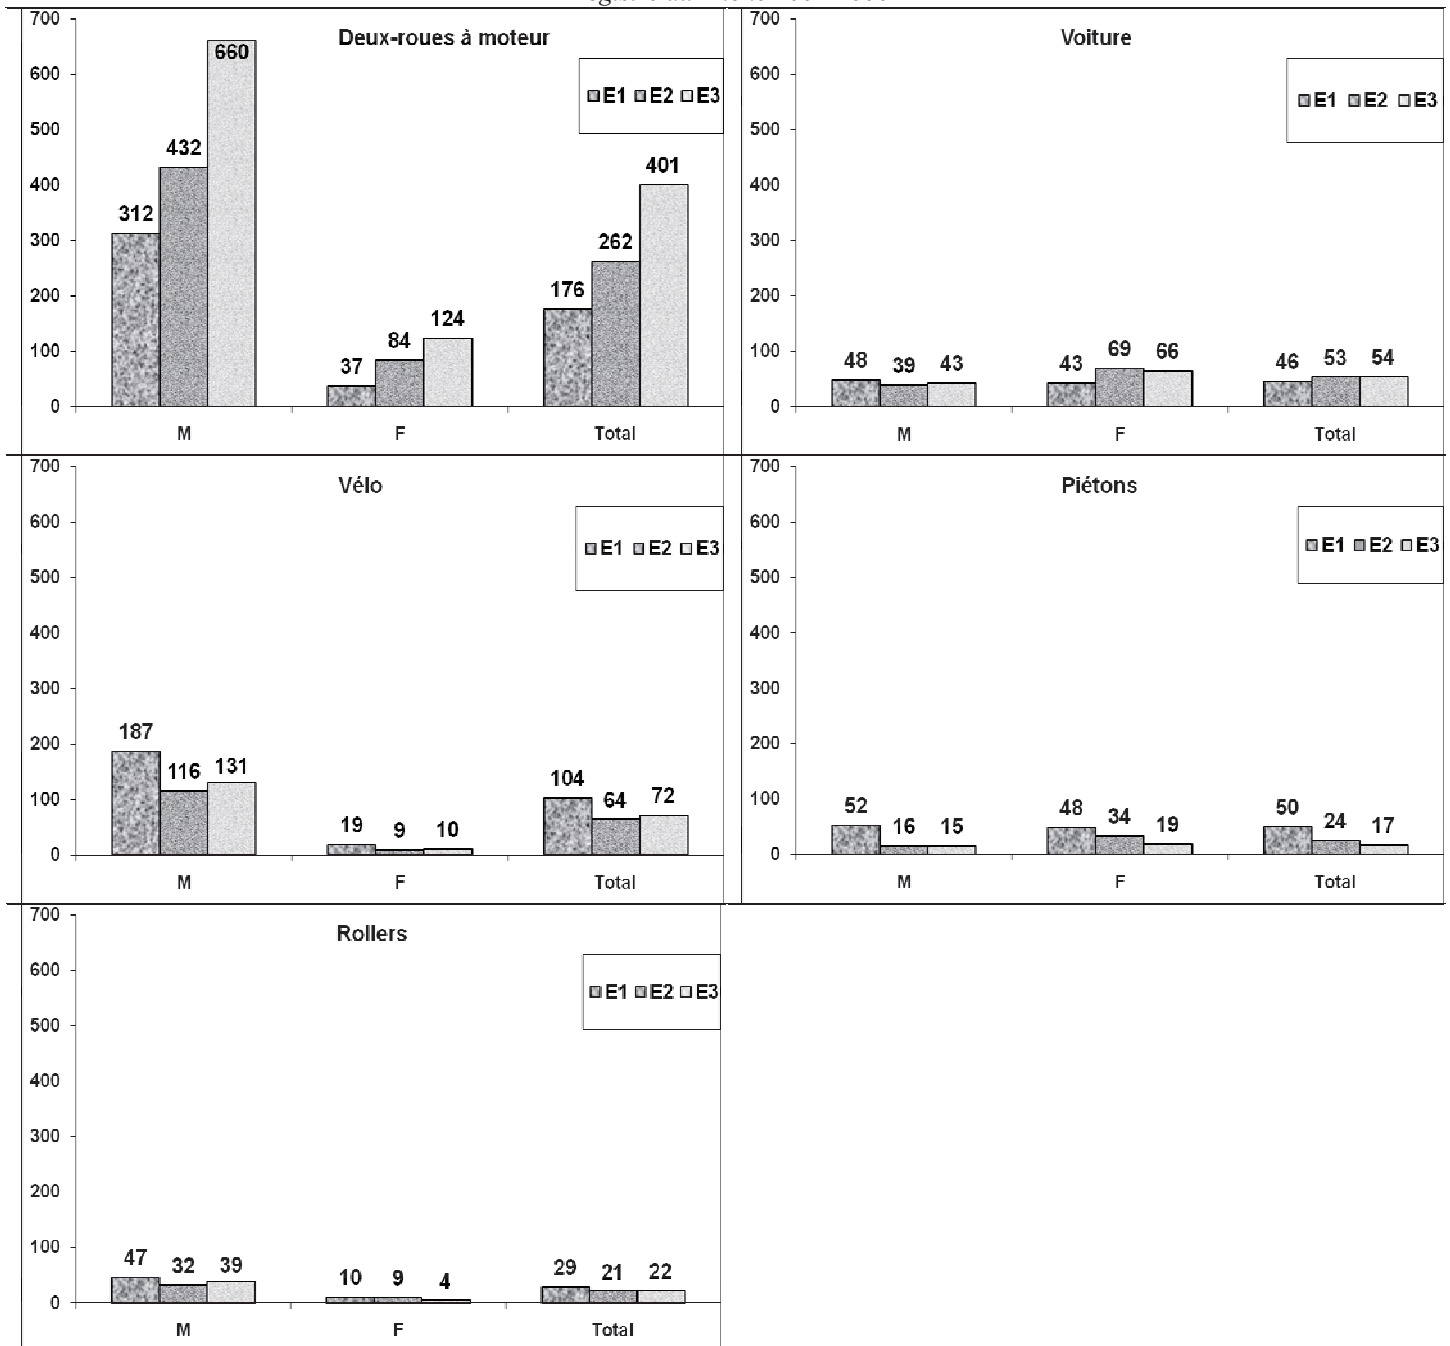 700
Deux-roues à moteur
660
600
E1 E2 E3
500
432
401
400
312
300
262
200
176
124
100
84
37
0
M F Total
700
Voiture
600
E1 E2 E3
500
400
300
200
100
48 39 43 43 69 66 46 53 54
0
M F Total
700
Vélo
600
E1 E2 E3
500
400
300
200
187
116 131
104
100
64 72
19 9 10
0
M F Total
700
Piétons
600
E1 E2 E3
500
400
300
200
100
52 16 15 48 34 19 50 24 17
0
M F Total
700
Rollers
600
E1 E2 E3
500
400
300
200
100
47 32 39 10 9 4 29 21 22
0
M F Total